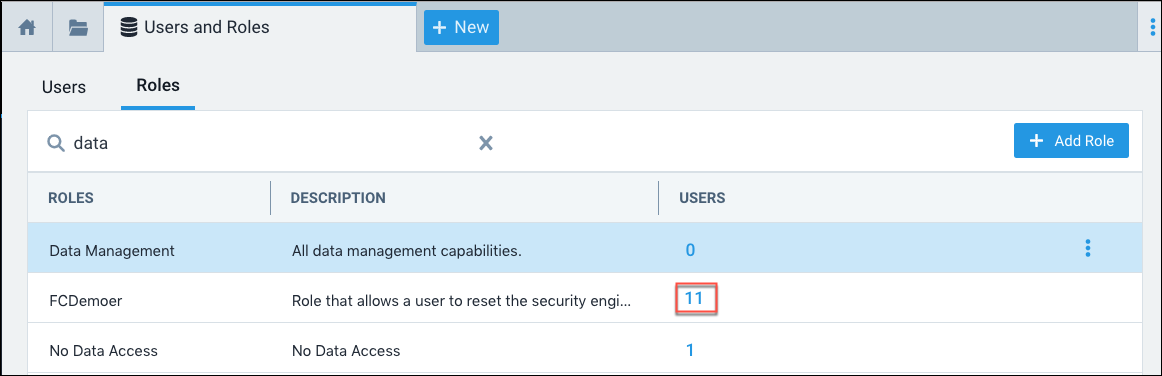 Users and Roles + New
Users Roles
data
+ Add Role
ROLES DESCRIPTION USERS
Data Management All data management capabilities. 0
FCDemoer Role that allows a user to reset the security engi... 11
No Data Access No Data Access 1